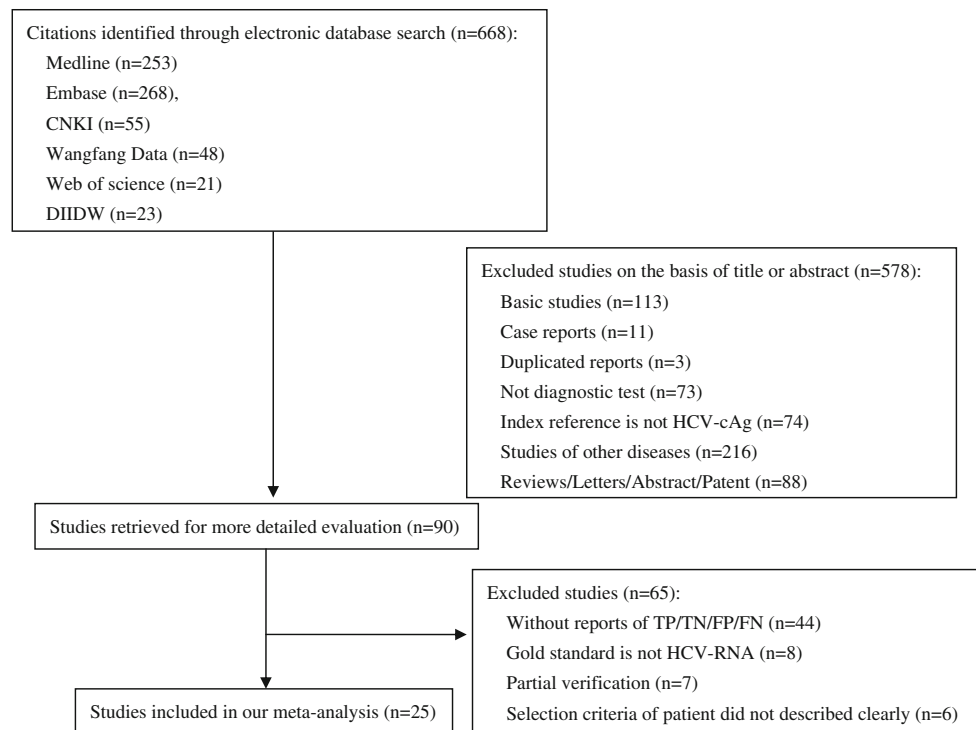 Citations identified through electronic database search (n=668):
Medline (n=253)
Embase (n=268),
CNKI (n=55)
Wangfang Data (n=48)
Web of science (n=21)
DIIDW (n=23)
Excluded studies on the basis of title or abstract (n=578):
Basic studies (n=113)
Case reports (n=11)
Duplicated reports (n=3)
Not diagnostic test (n=73)
Index reference is not HCV-cAg (n=74)
Studies of other diseases (n=216)
Reviews/Letters/Abstract/Patent (n=88)
Studies retrieved for more detailed evaluation (n=90)
Excluded studies (n=65):
Without reports of TP/TN/FP/FN (n=44)
Gold standard is not HCV-RNA (n=8)
Partial verification (n=7)
Selection criteria of patient did not described clearly (n=6)
Studies included in our meta-analysis (n=25)